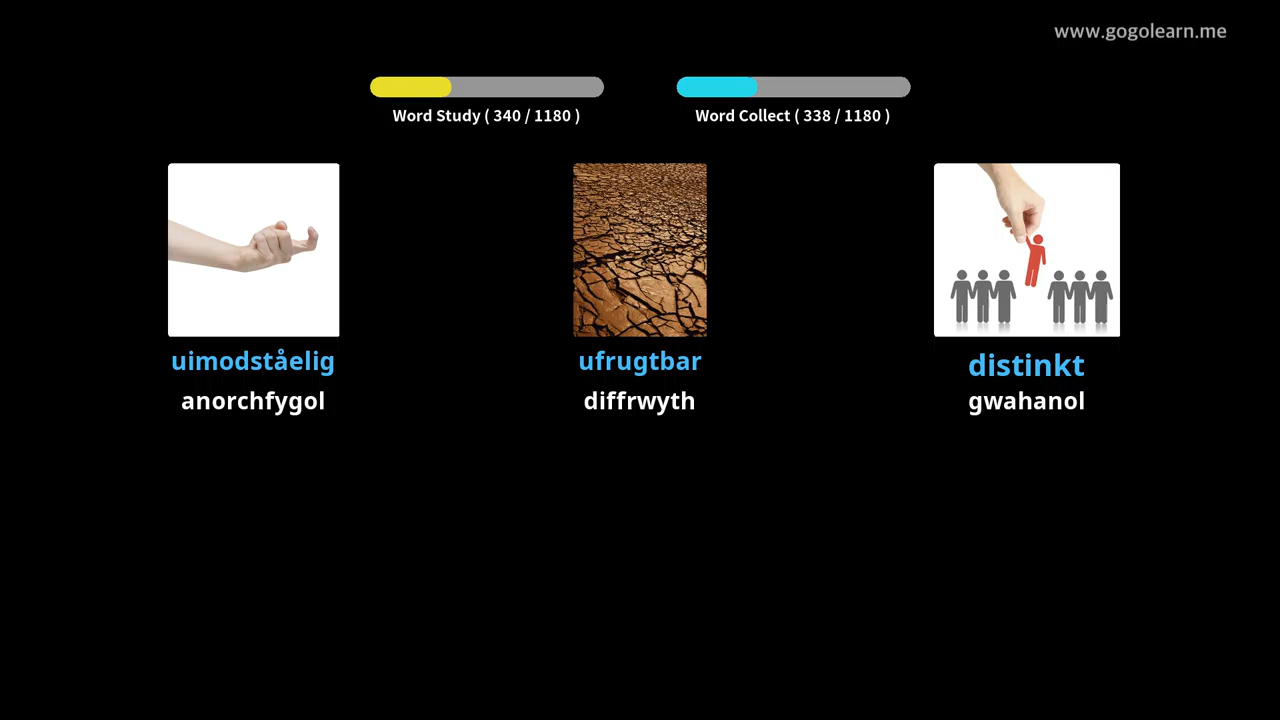 www.gogolearn.me
Word Study ( 340 / 1180 )
Word Collect ( 338 / 1180 )
uimodståelig
anorchfygol
ufrugtbar
diffrwyth
distinkt
gwahanol